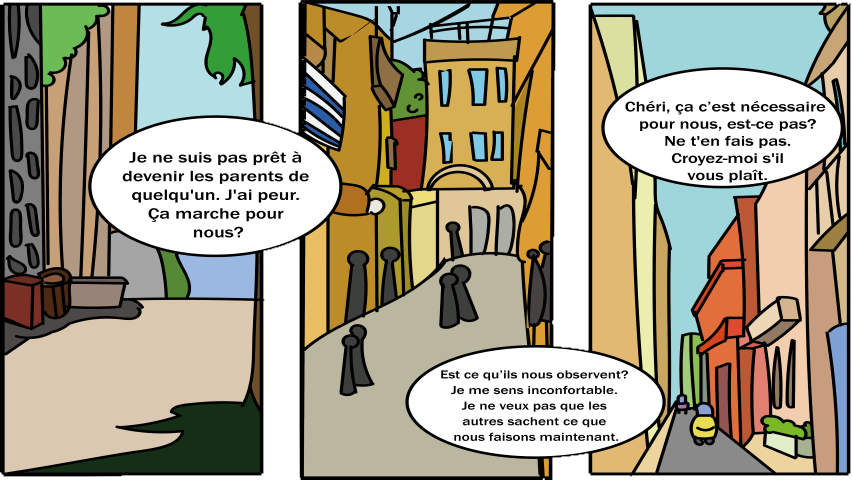 Je ne suis pas prêt à
devenir les parents de
quelqu'un. J'ai peur.
Ça marche pour
nous?
Est ce qu'ils nous observent?
Je me sens inconfortable.
Je ne veux pas que les
autres sachent ce que
nous faisons maintenant.
Chéri, ça c'est nécessaire
pour nous, est-ce pas?
Ne t'en fais pas.
Croyez-moi s'il
vous plaît.